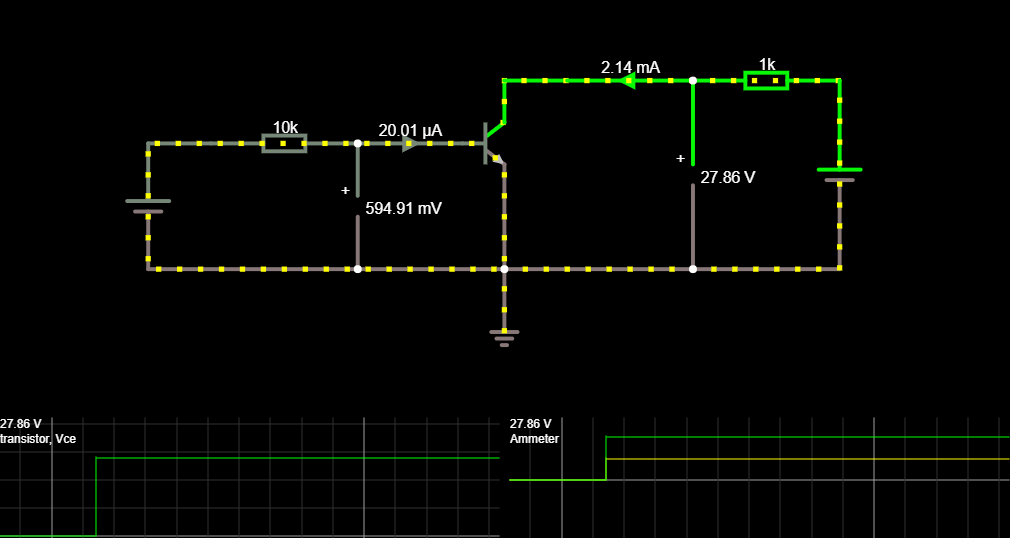 2.14 mA
1k
10k
20.01 μA
+
27.86 V
+
594.91 mV
27.86 V
transistor, Vce
27.86 V
Ammeter